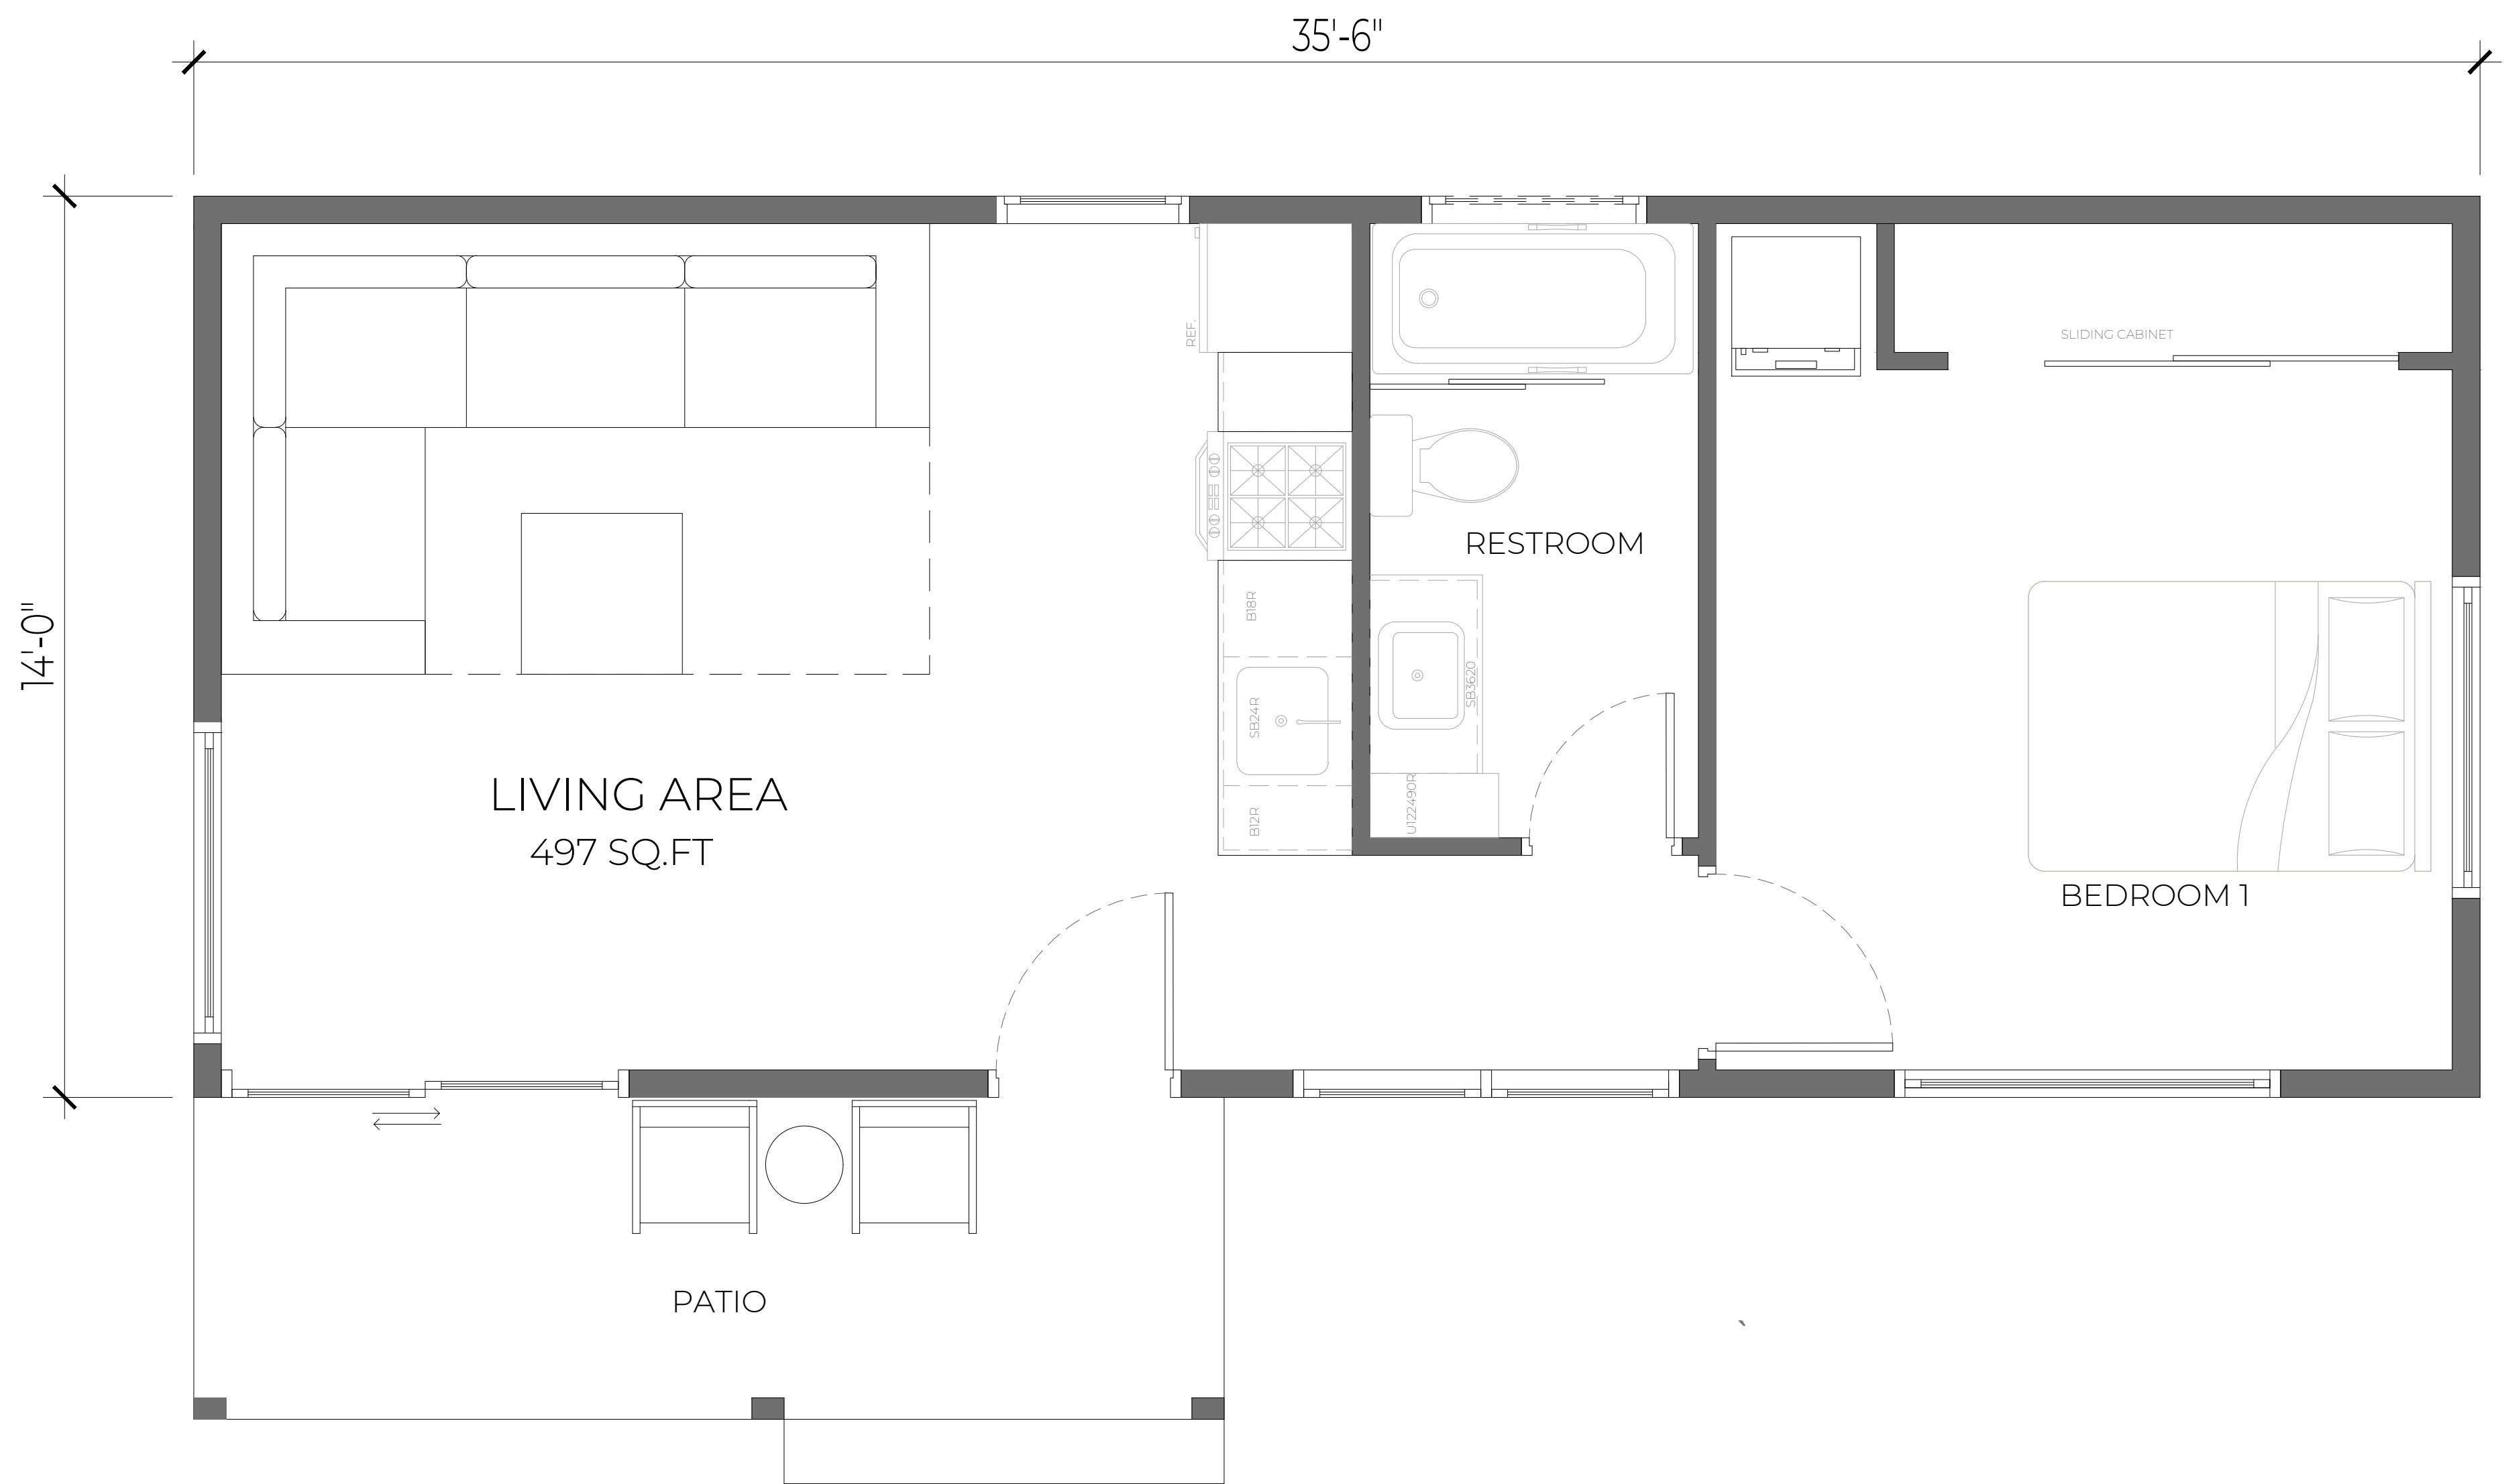 35'-6"
14'-0"
REF.
SLIDING CABINET
RESTROOM
B18R
SB24R
SB3620
LIVING AREA
497 SQ.FT
B12R
U122490R
BEDROOM 1
PATIO
`